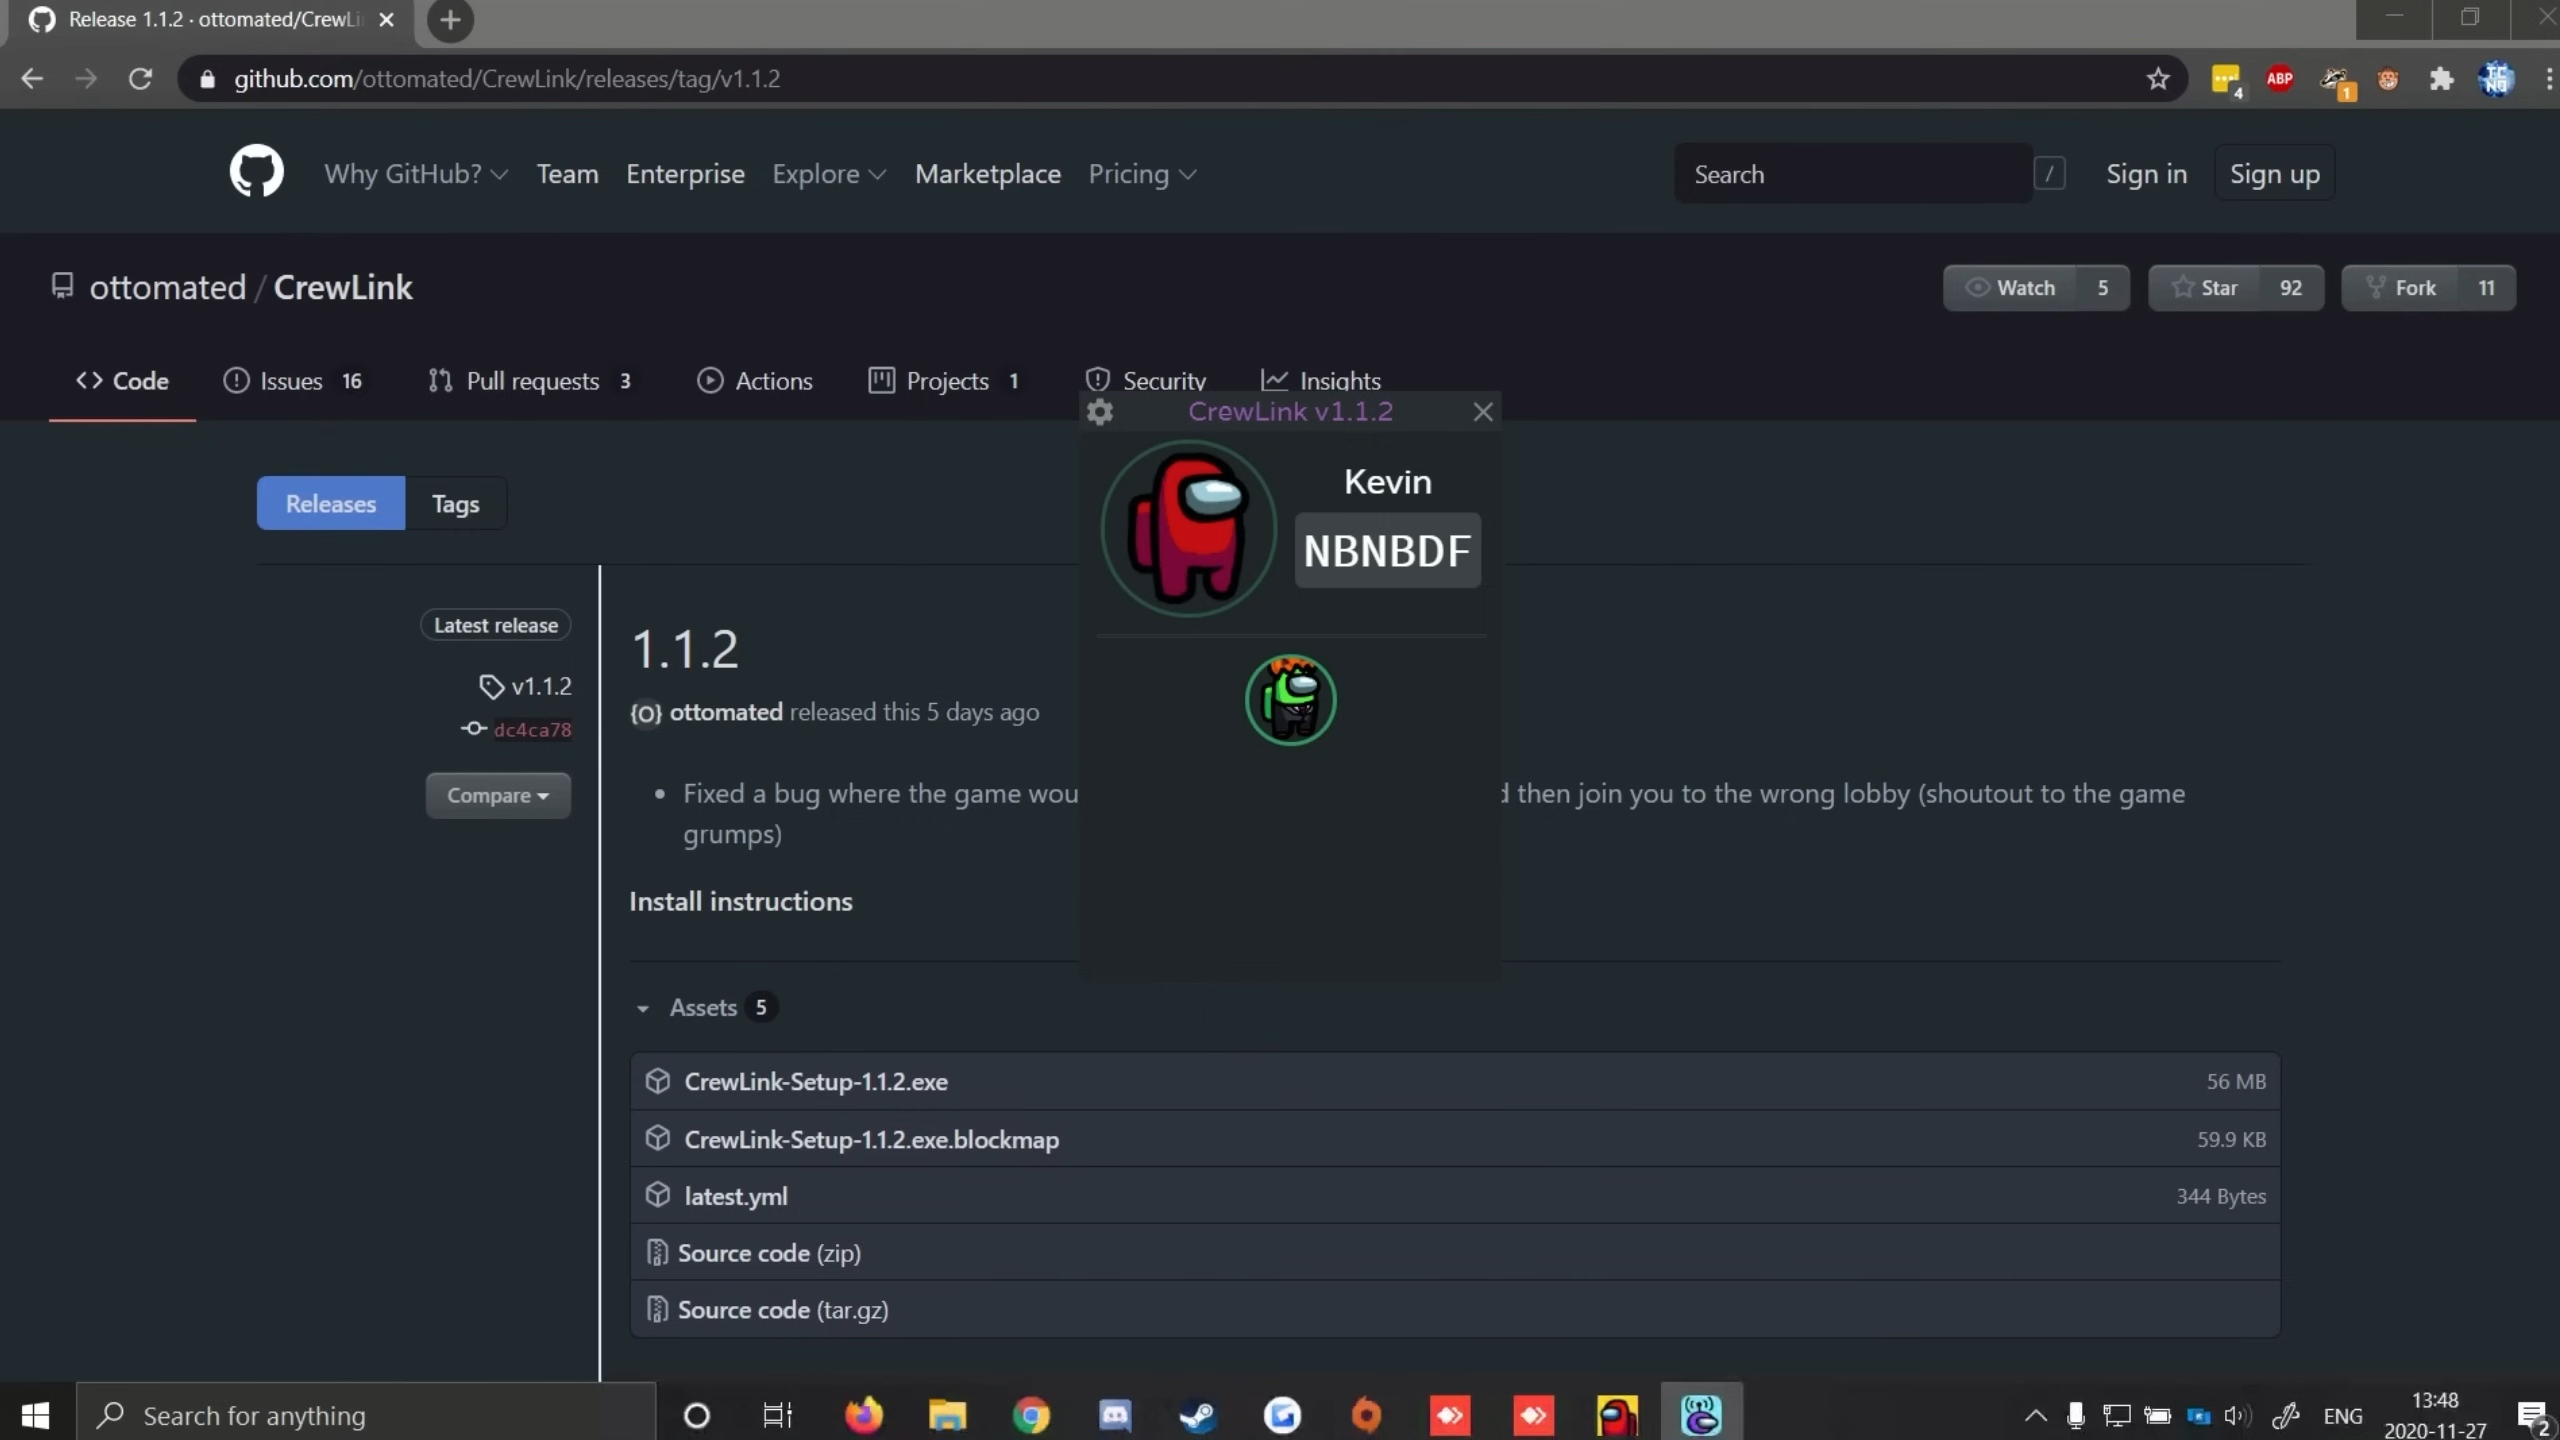 Release 1.1.2 · ottomated/CrewLi
github.com/ottomated/CrewLink/releases/tag/v1.1.2
4
ABP
1
Why GitHub? Team Enterprise Explore Marketplace Pricing
Search /
Sign in Sign up
ottomated / CrewLink
Watch 5 Star 92 Fork 11
Code Issues 16 Pull requests 3 Actions Projects 1 Security Insights
CrewLink v1.1.2
Kevin
NBNBDF
Releases Tags
Latest release
v1.1.2
dc4ca78
Compare
1.1.2
{O} ottomated released this 5 days ago
Fixed a bug where the game wou
d then join you to the wrong lobby (shoutout to the game
grumps)
Install instructions
Assets 5
CrewLink-Setup-1.1.2.exe 56 MB
CrewLink-Setup-1.1.2.exe.blockmap 59.9 KB
latest.yml 344 Bytes
Source code (zip)
Source code (tar.gz)
Search for anything
ENG
13:48
2020-11-27
2